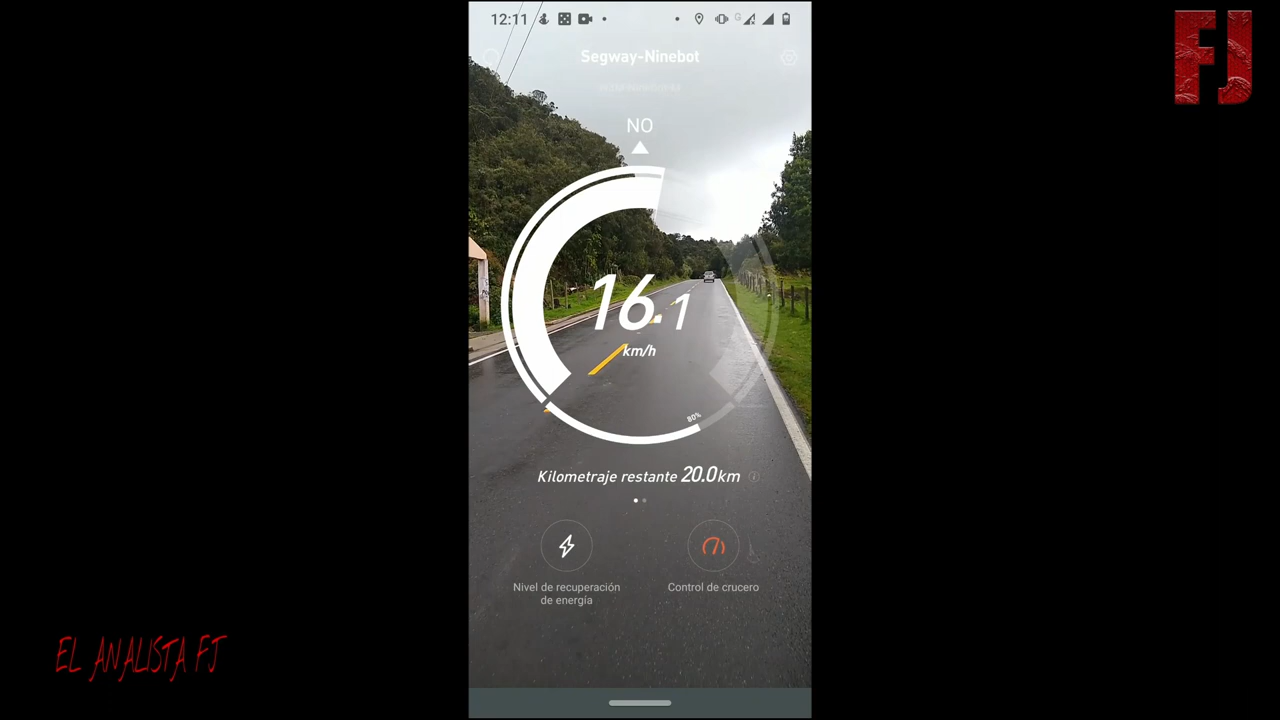 12:11
G
Segway-Ninebot
NO
16.1
km/h
80%
Kilometraje restante 20.0km
Nivel de recuperación
de energía
Control de crucero
FJ
EL ANALISTA FJ